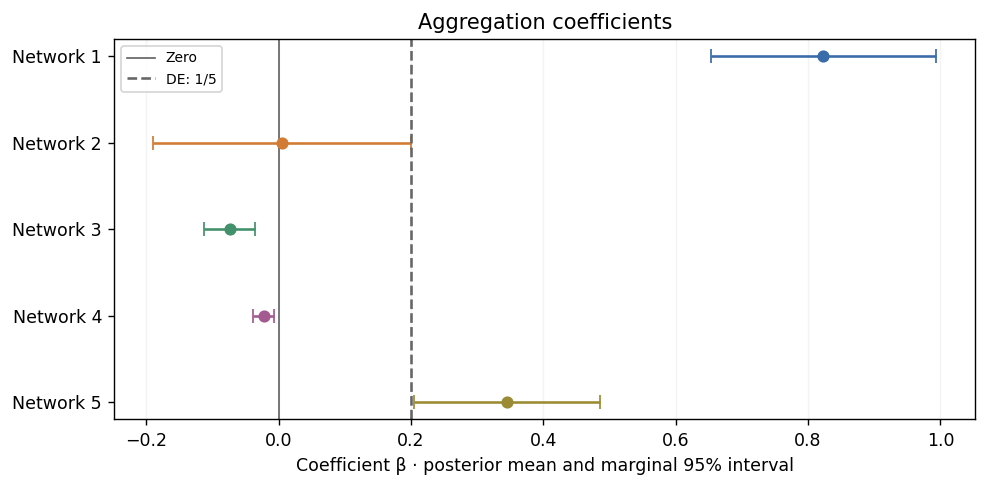 Aggregation coefficients
Zero
DE: 1/5
Network 1
Network 2
Network 3
Network 4
Network 5
−0.2 0.0 0.2 0.4 0.6 0.8 1.0
Coefficient β · posterior mean and marginal 95% interval